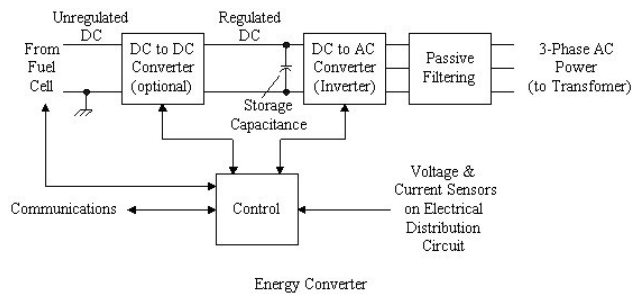 Unregulated
DC
Regulated
DC
From
Fuel
Cell
DC to DC
Converter
(optional)
DC to AC
Converter
(Inverter)
Passive
Filtering
3-Phase AC
Power
(to Transfomer)
Storage
Capacitance
Communications
Control
Voltage &
Current Sensors
on Electrical
Distribution
Circuit
Energy Converter